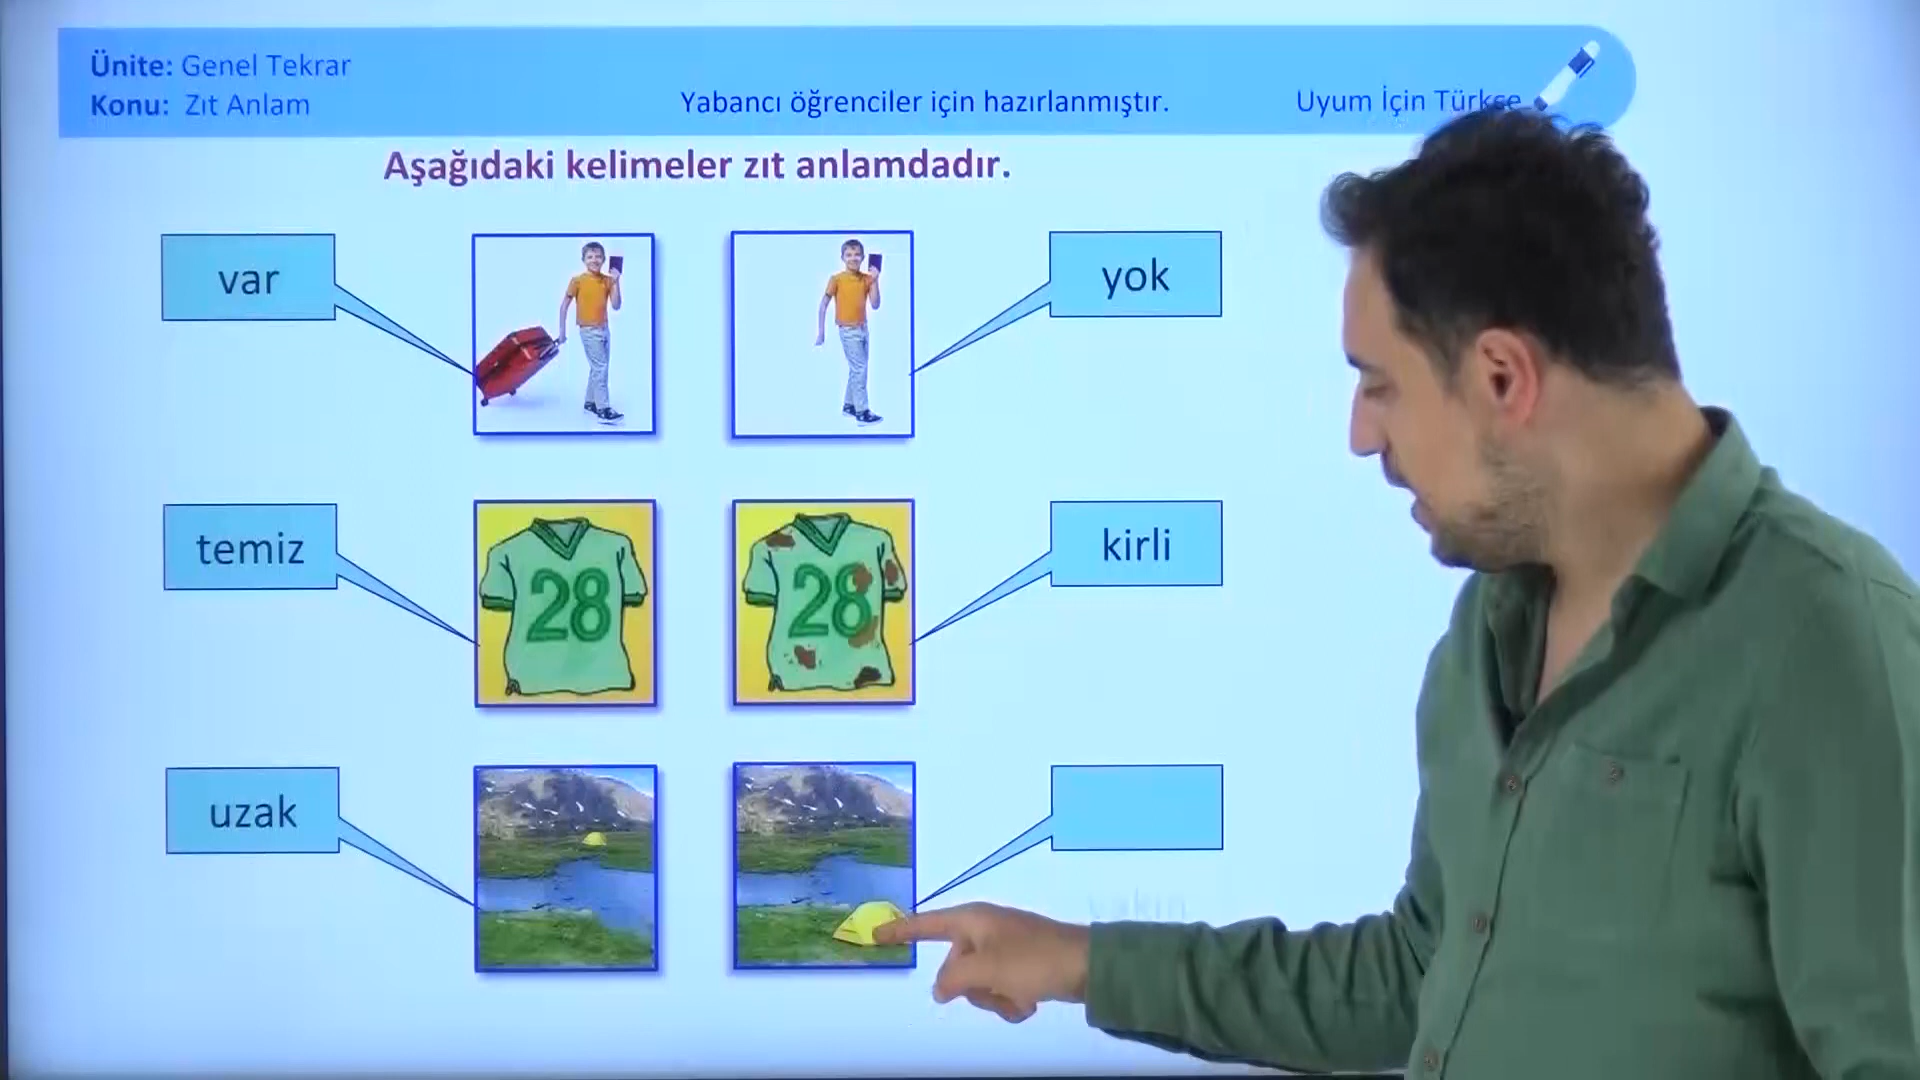 Ünite: Genel Tekrar
Konu: Zıt Anlam
Yabancı öğrenciler için hazırlanmıştır.
Uyum İçin Türkçe
Aşağıdaki kelimeler zıt anlamdadır.
var
yok
temiz
28
28
kirli
uzak
yakın